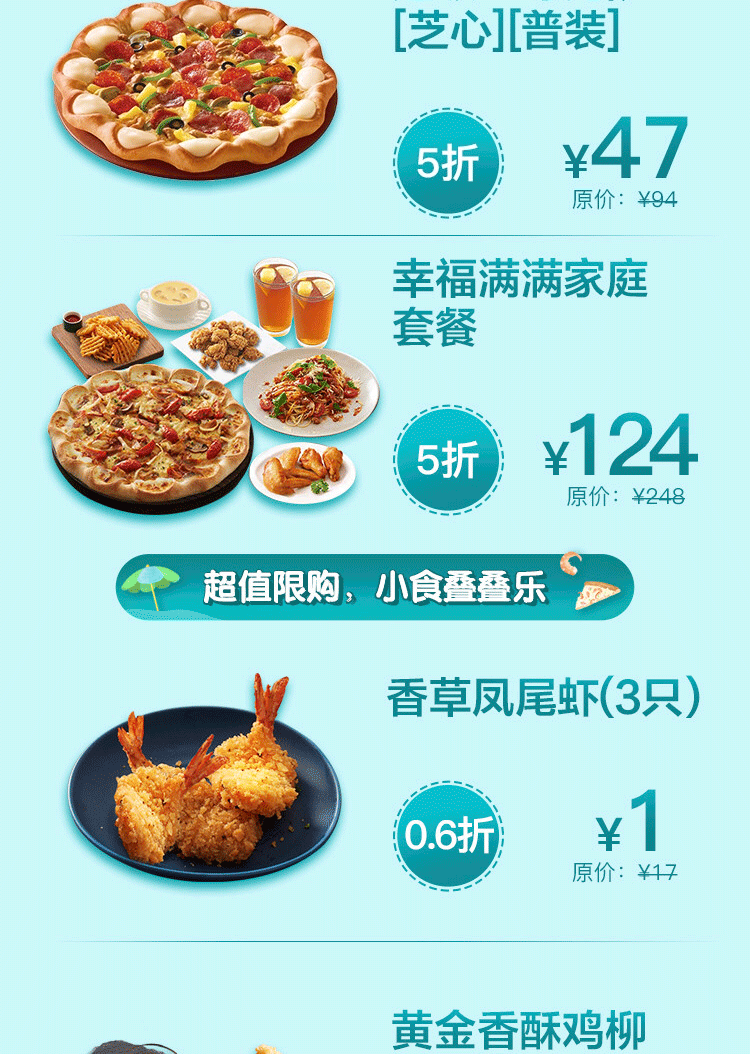 [芝心][普装]
5折
¥47
原价：¥94
幸福满满家庭
套餐
5折
¥124
原价：¥248
超值限购，小食叠叠乐
香草凤尾虾(3只)
0.6折
¥1
原价：¥17
黄金香酥鸡柳